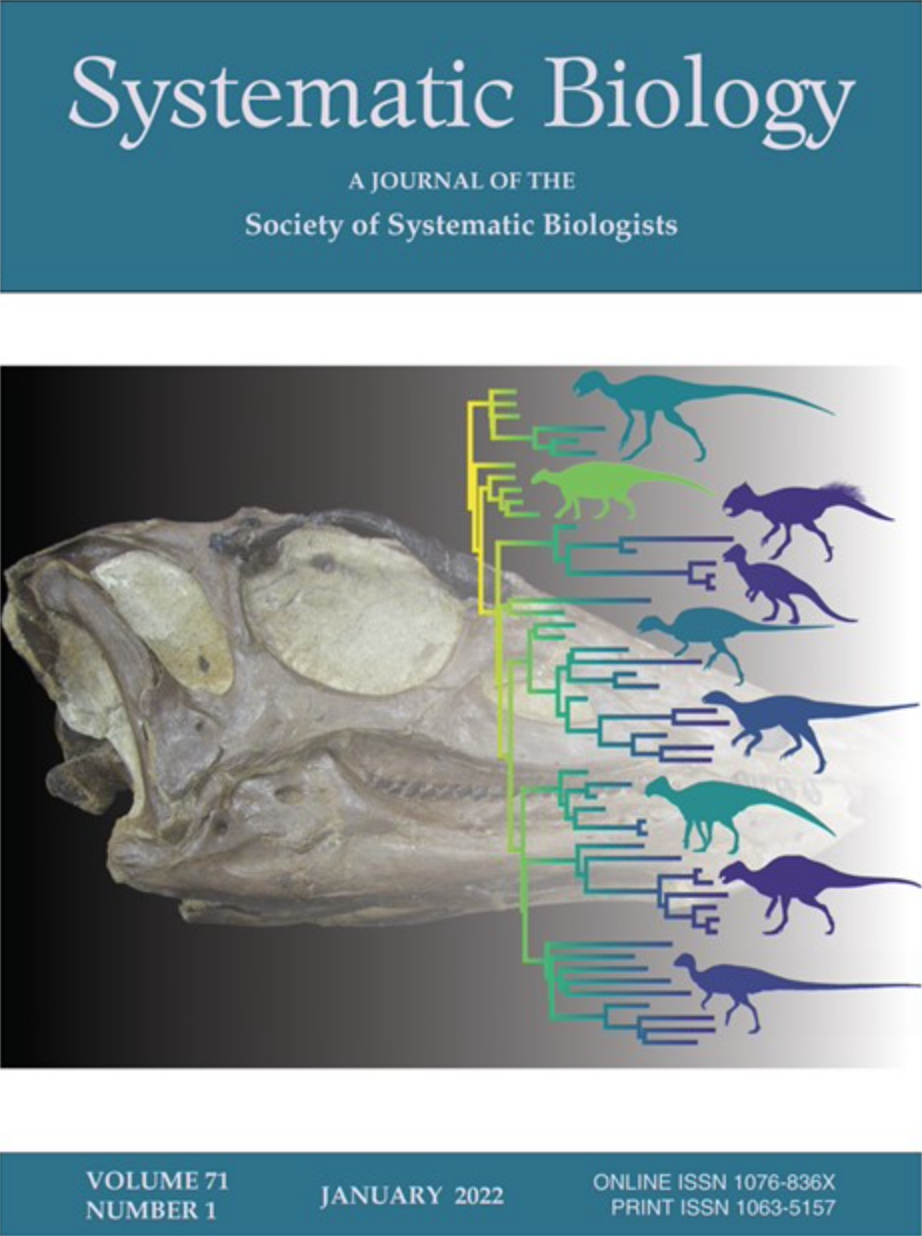 Systematic Biology
A JOURNAL OF THE
Society of Systematic Biologists
VOLUME 71
NUMBER 1
JANUARY 2022
ONLINE ISSN 1076-836X
PRINT ISSN 1063-5157